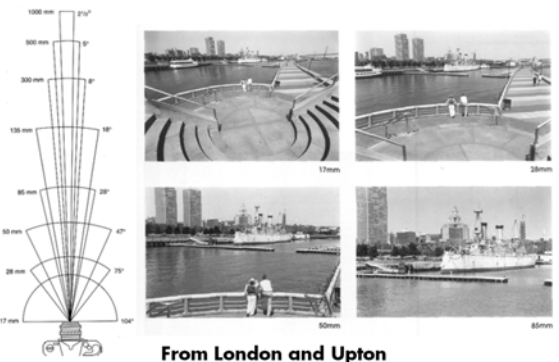 1000 mm 2½°
500 mm 5°
300 mm 8°
135 mm 18°
85 mm 28°
50 mm 47°
28 mm 75°
17 mm 104°
17mm
28mm
50mm
85mm
From London and Upton